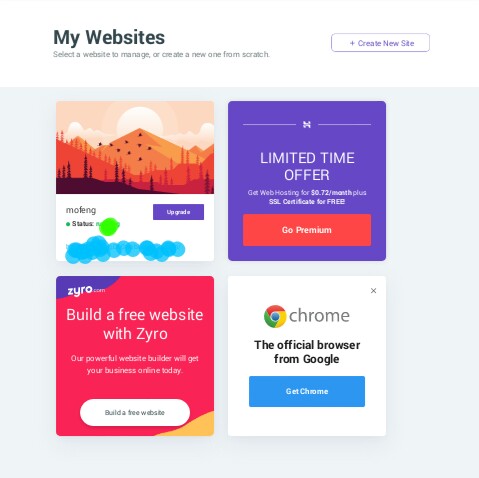 My Websites
Select a website to manage, or create a new one from scratch.
+ Create New Site
mofeng
Upgrade
Status:
LIMITED TIME
OFFER
Get Web Hosting for $0.72/month plus
SSL Certificate for FREE!
Go Premium
zyro.com
Build a free website
with Zyro
Our powerful website builder will get
your business online today.
Build a free website
×
chrome
The official browser
from Google
Get Chrome